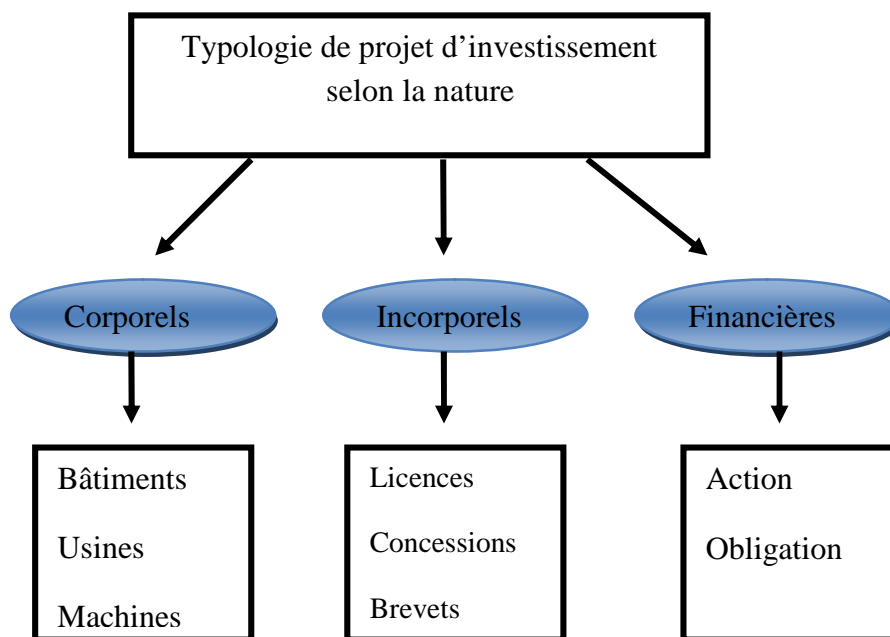 Typologie de projet d’investissement
selon la nature
Corporels
Incorporels
Financières
Bâtiments
Usines
Machines
Licences
Concessions
Brevets
Action
Obligation